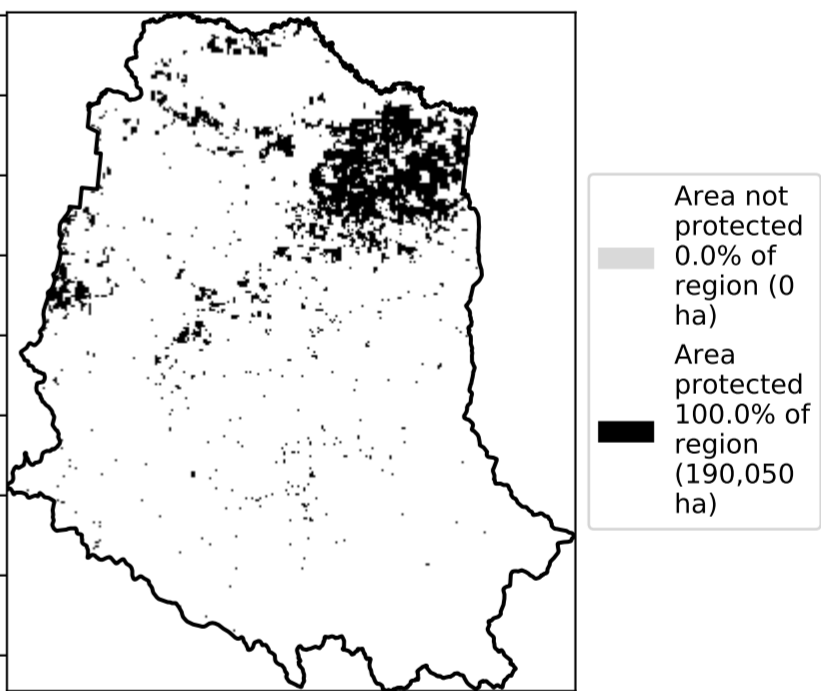 Area not
protected
0.0% of
region (0
ha)
Area
protected
100.0% of
region
(190,050
ha)